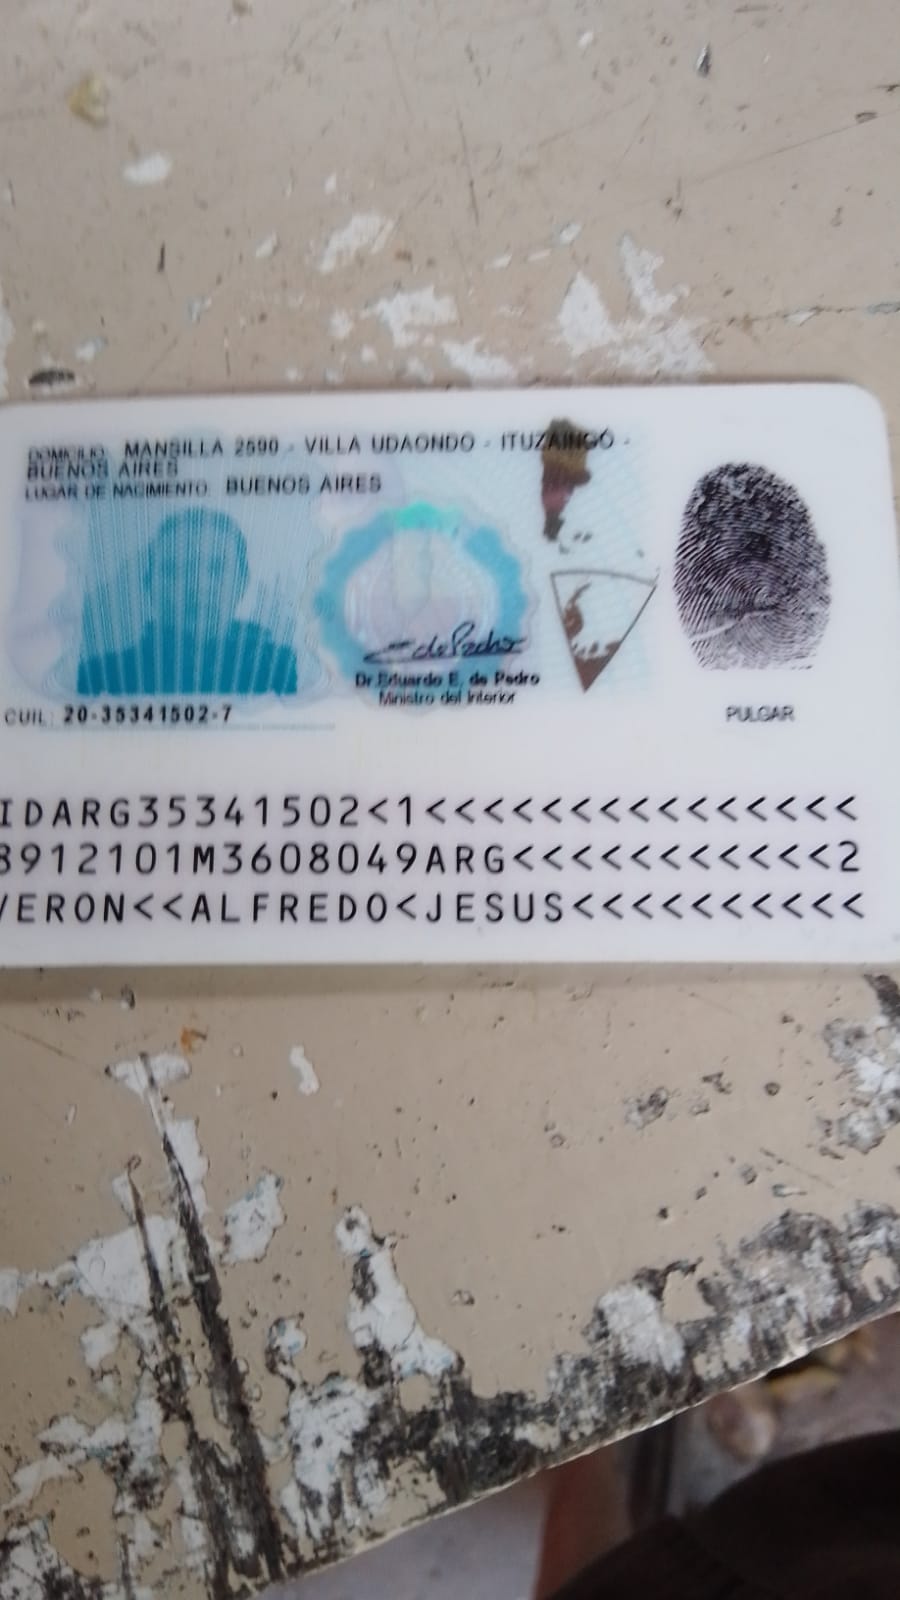 DOMICILIO: MANSILLA 2590 - VILLA UDAONDO - ITUZAINGÓ -
BUENOS AIRES
LUGAR DE NACIMIENTO: BUENOS AIRES
Dr. Eduardo E. de Pedro
Ministro del Interior
CUIL: 20-35341502-7
PULGAR
IDARG35341502<1<<<<<<<<<<<<<<<
8912101M3608049ARG<<<<<<<<<<<2
VERON<<ALFREDO<JESUS<<<<<<<<<<